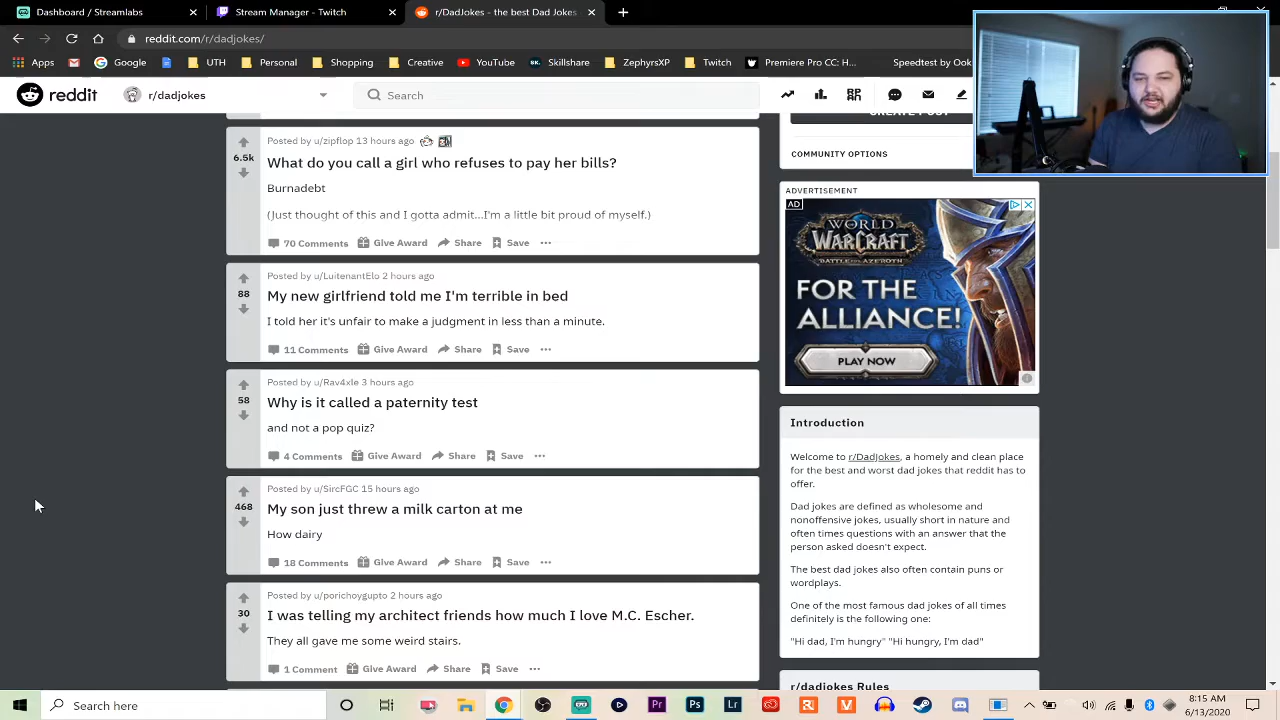 Dashboard / Streamlabs
Stream Manager - Twitch
r/DadJokes - the best Dad Jokes
reddit.com/r/dadjokes/
Apps
Gmail
Google
UTH
Shopping
Creative
YouTube
ZephyrsXP
Twitch
Premiere Pro CC: H...
Speedtest by Ook
reddit
r/dadjokes
Search
CREATE POST
COMMUNITY OPTIONS
6.5k
Posted by u/zipflop 13 hours ago
What do you call a girl who refuses to pay her bills?
Burnadebt
(Just thought of this and I gotta admit...I'm a little bit proud of myself.)
70 Comments Give Award Share Save
88
Posted by u/LuitenantElo 2 hours ago
My new girlfriend told me I'm terrible in bed
I told her it's unfair to make a judgment in less than a minute.
11 Comments Give Award Share Save
58
Posted by u/Rav4xle 3 hours ago
Why is it called a paternity test
and not a pop quiz?
4 Comments Give Award Share Save
468
Posted by u/SircFGC 15 hours ago
My son just threw a milk carton at me
How dairy
18 Comments Give Award Share Save
30
Posted by u/porichoygupto 2 hours ago
I was telling my architect friends how much I love M.C. Escher.
They all gave me some weird stairs.
1 Comment Give Award Share Save
ADVERTISEMENT
AD
WORLD
WARCRAFT
BATTLE FOR AZEROTH
FOR THE
ALLIANCE!
PLAY NOW
Introduction
Welcome to r/DadJokes, a homely and clean place
for the best and worst dad jokes that reddit has to
offer.
Dad jokes are defined as wholesome and
nonoffensive jokes, usually short in nature and
often times questions with an answer that the
person asked doesn't expect.
The best dad jokes also often contain puns or
wordplays.
One of the most famous dad jokes of all times
definitely is the following one:
"Hi dad, I'm hungry" "Hi hungry, I'm dad"
r/dadjokes Rules
Search here
8:15 AM
6/13/2020